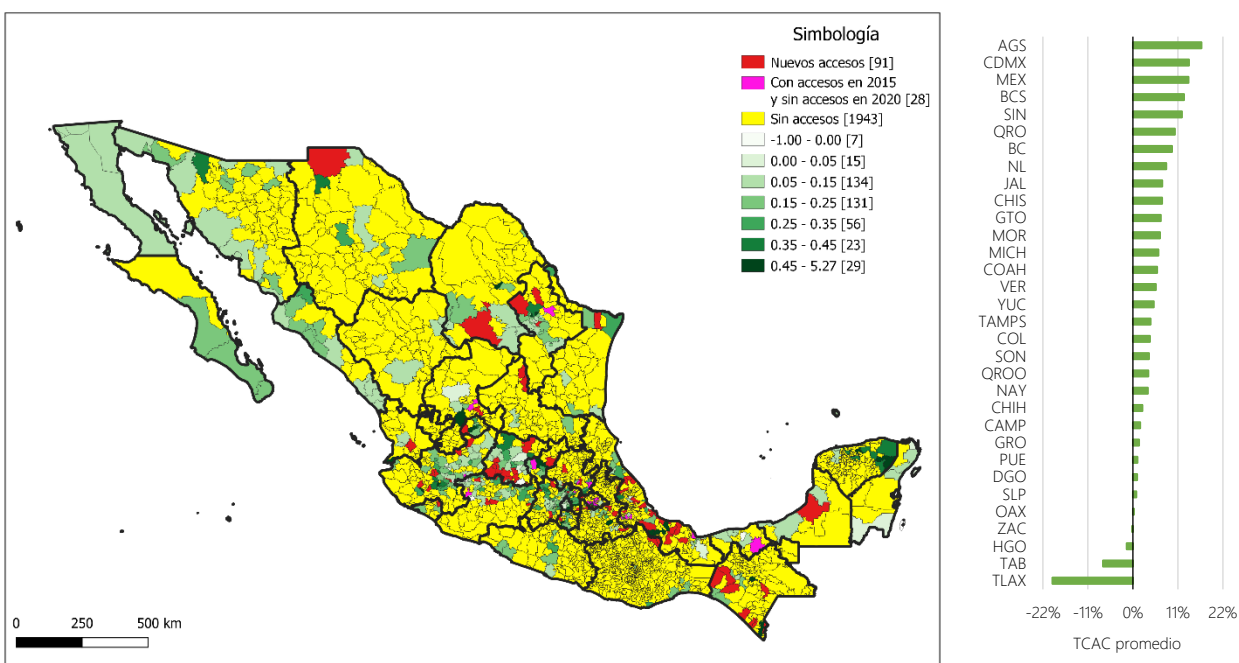 Simbología
Nuevos accesos [91]
Con accesos en 2015
y sin accesos en 2020 [28]
Sin accesos [1943]
-1.00 - 0.00 [7]
0.00 - 0.05 [15]
0.05 - 0.15 [134]
0.15 - 0.25 [131]
0.25 - 0.35 [56]
0.35 - 0.45 [23]
0.45 - 5.27 [29]
0 250 500 km
AGS
CDMX
MEX
BCS
SIN
QRO
BC
NL
JAL
CHIS
GTO
MOR
MICH
COAH
VER
YUC
TAMPS
COL
SON
QROO
NAY
CHIH
CAMP
GRO
PUE
DGO
SLP
OAX
ZAC
HGO
TAB
TLAX
-22% -11% 0% 11% 22%
TCAC promedio